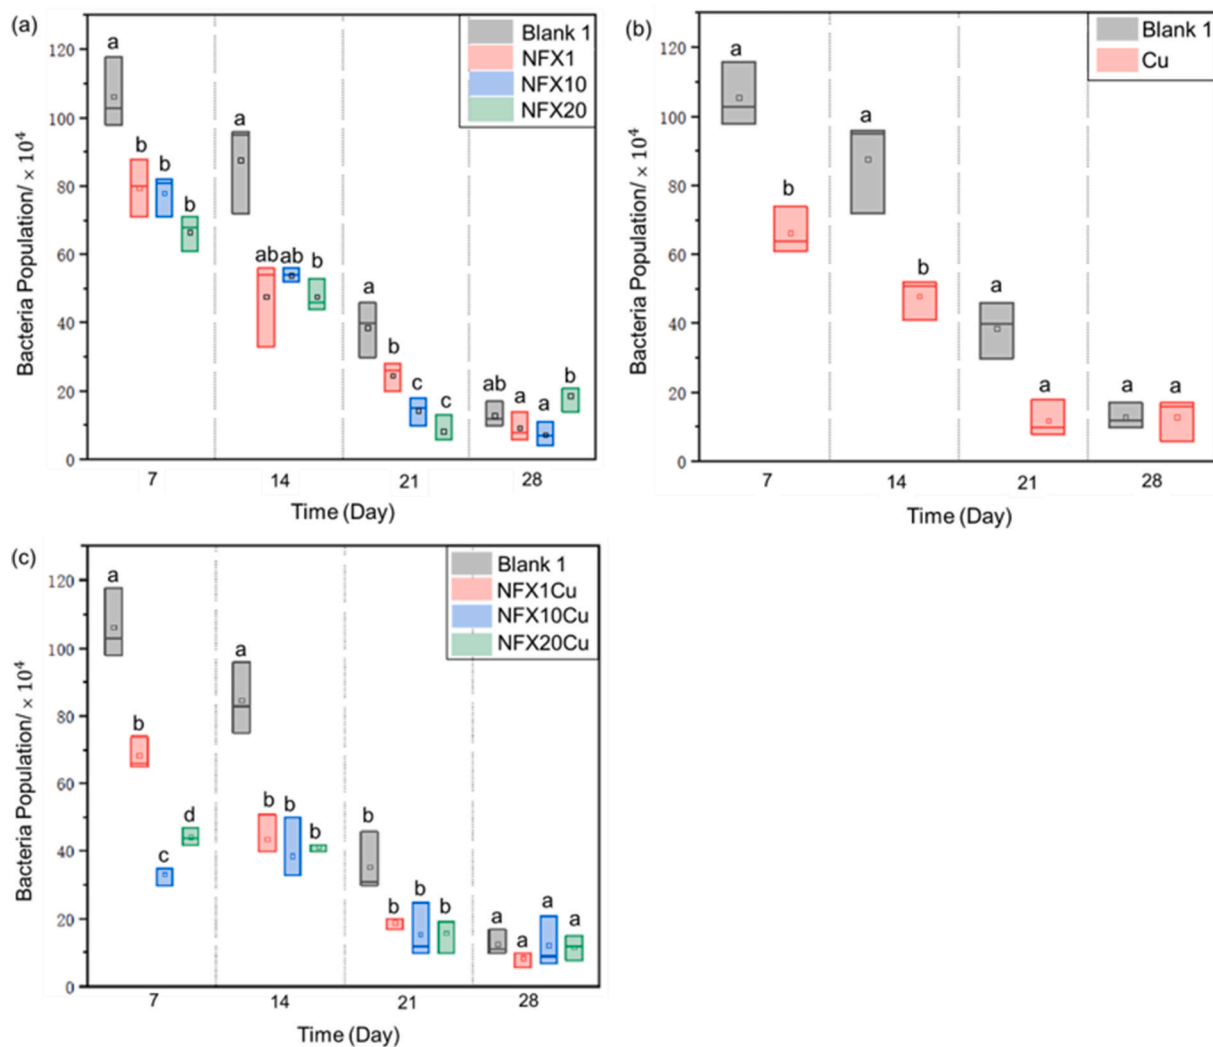 (a)
Blank 1
NFX1
NFX10
NFX20
Bacteria Population/ × 10⁴
120
100
80
60
40
20
0
a
b
b
b
a
ab
ab
b
a
b
c
c
ab
a
a
b
7
14
21
28
Time (Day)
(b)
Blank 1
Cu
Bacteria Population/ × 10⁴
120
100
80
60
40
20
0
a
b
a
b
a
a
a
a
7
14
21
28
Time (Day)
(c)
Blank 1
NFX1Cu
NFX10Cu
NFX20Cu
Bacteria Population/ × 10⁴
120
100
80
60
40
20
0
a
b
c
d
a
b
b
b
b
b
b
b
a
a
a
a
7
14
21
28
Time (Day)